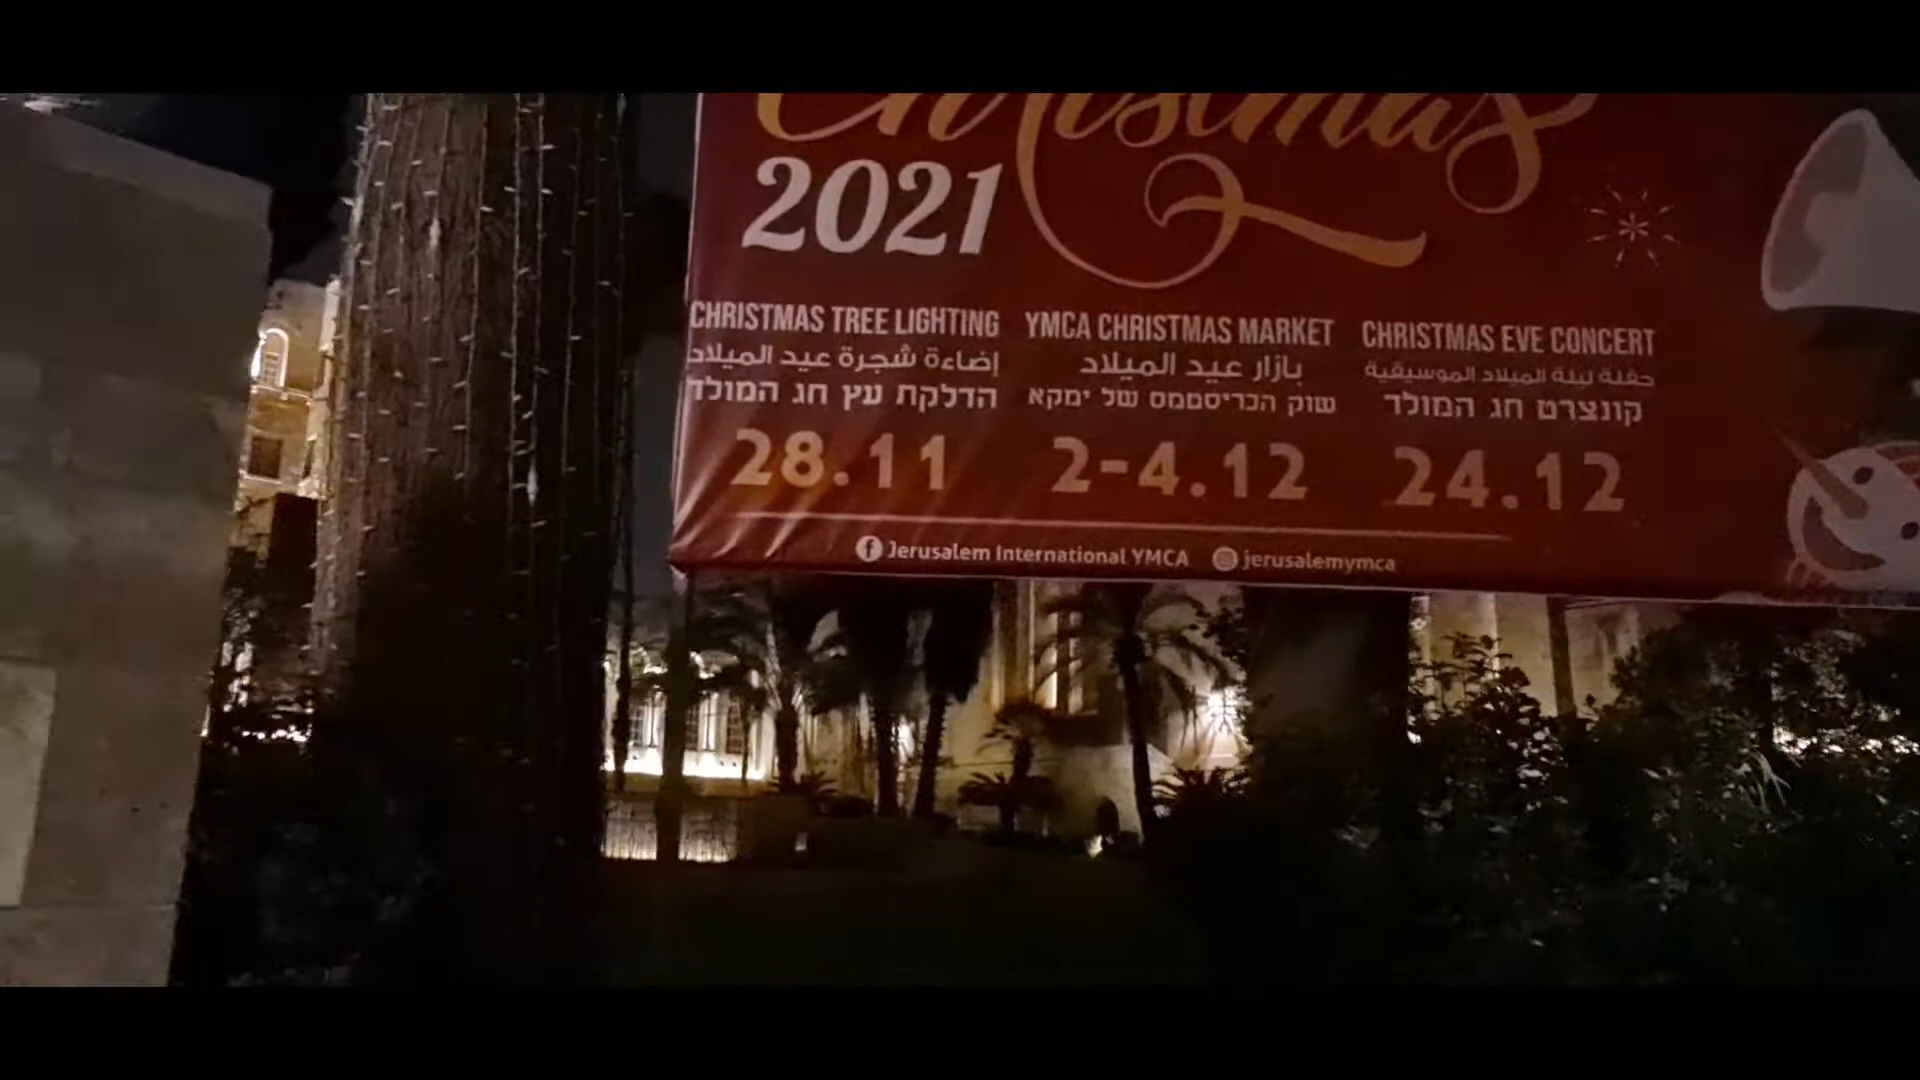 Christmas
2021
CHRISTMAS TREE LIGHTING
إضاءة شجرة عيد الميلاد
הדלקת עץ חג המולד
28.11
YMCA CHRISTMAS MARKET
بازار عيد الميلاد
שוק הכריסטמס של ימקא
2-4.12
CHRISTMAS EVE CONCERT
حفلة ليلة الميلاد الموسيقية
קונצרט חג המולד
24.12
Jerusalem International YMCA
jerusalemymca